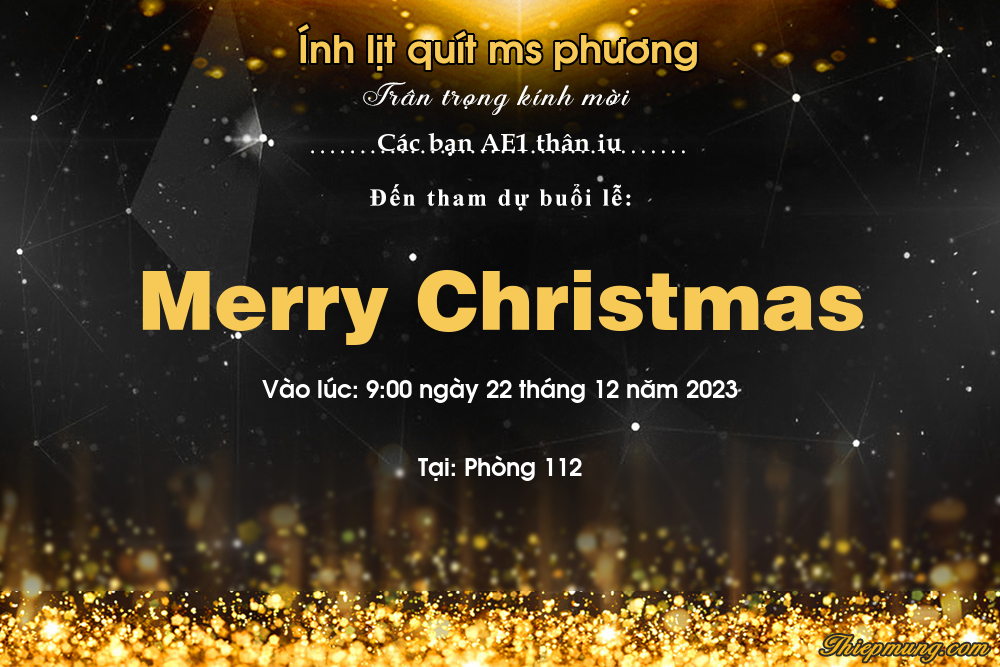 Ính lịt quít ms phương
Trân trọng kính mời
Các bạn AE1 thân iu
Đến tham dự buổi lễ:
Merry Christmas
Vào lúc: 9:00 ngày 22 tháng 12 năm 2023
Tại: Phòng 112
Thiepmung.com